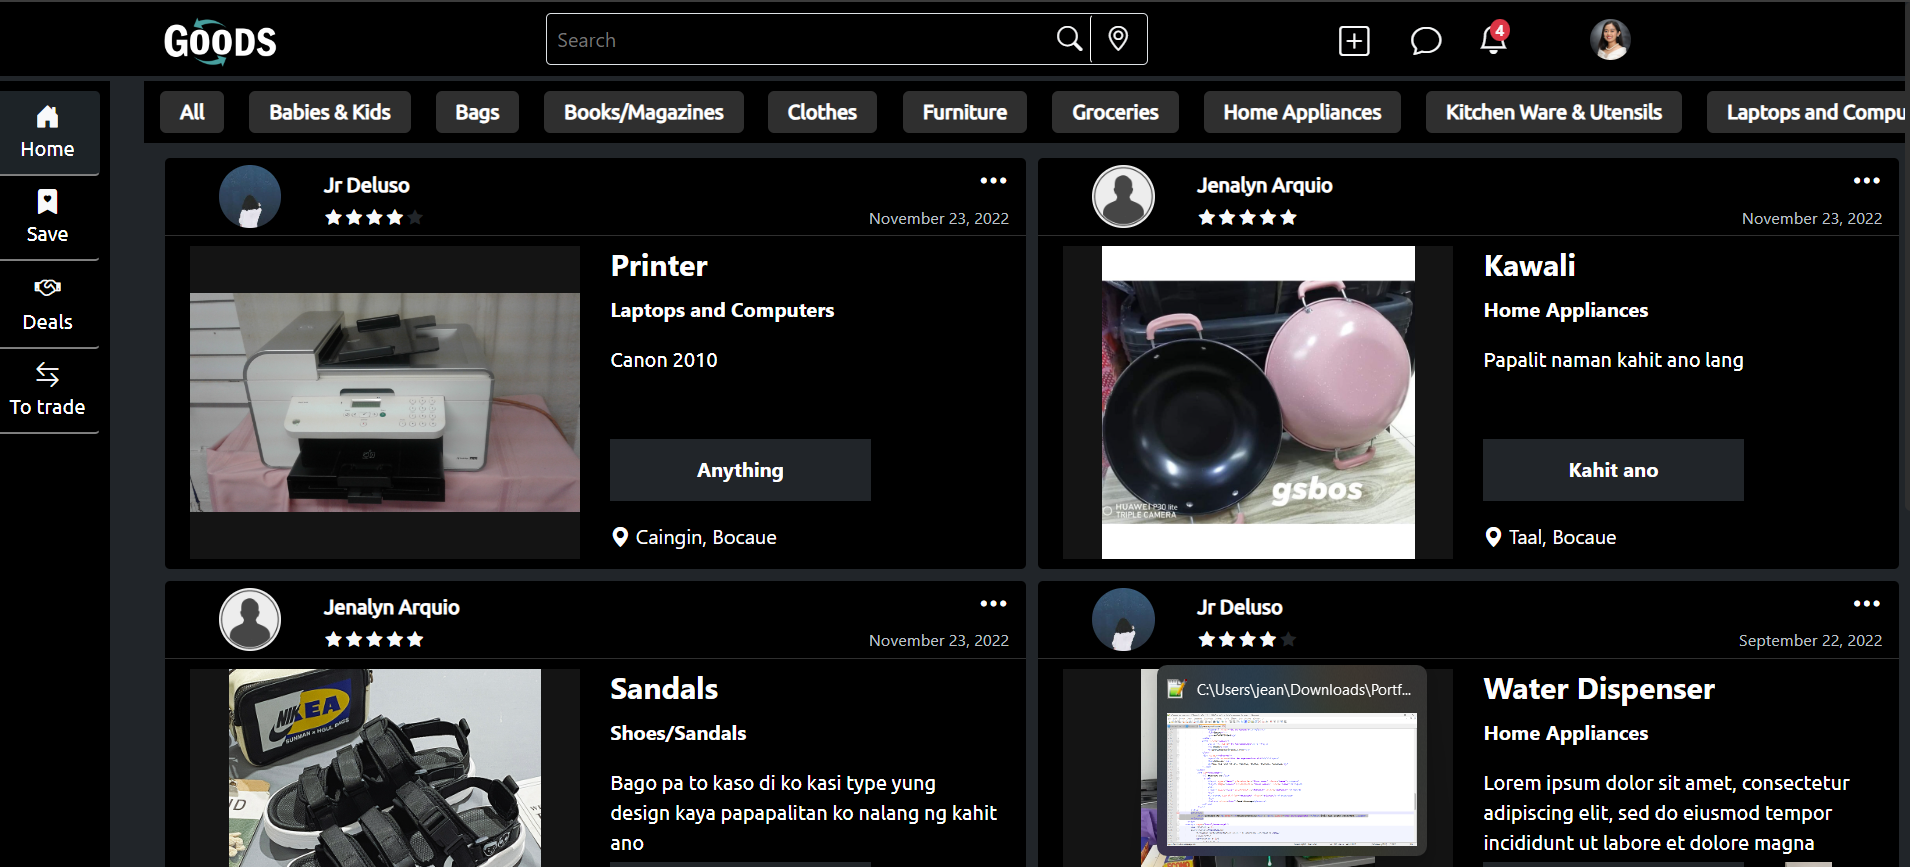 GOODS
Search
4
All
Babies & Kids
Bags
Books/Magazines
Clothes
Furniture
Groceries
Home Appliances
Kitchen Ware & Utensils
Laptops and Compu
Home
Save
Deals
To trade
Jr Deluso
November 23, 2022
Printer
Laptops and Computers
Canon 2010
Anything
Caingin, Bocaue
Jenalyn Arquio
November 23, 2022
Kawali
Home Appliances
Papalit naman kahit ano lang
gsbos
HUAWEI P30 lite
TRIPLE CAMERA
Kahit ano
Taal, Bocaue
Jenalyn Arquio
November 23, 2022
NIKEA
Sandals
Shoes/Sandals
Bago pa to kaso di ko kasi type yung
design kaya papapalitan ko nalang ng kahit
ano
Jr Deluso
September 22, 2022
C:\Users\jean\Downloads\Portf...
Water Dispenser
Home Appliances
Lorem ipsum dolor sit amet, consectetur
adipiscing elit, sed do eiusmod tempor
incididunt ut labore et dolore magna